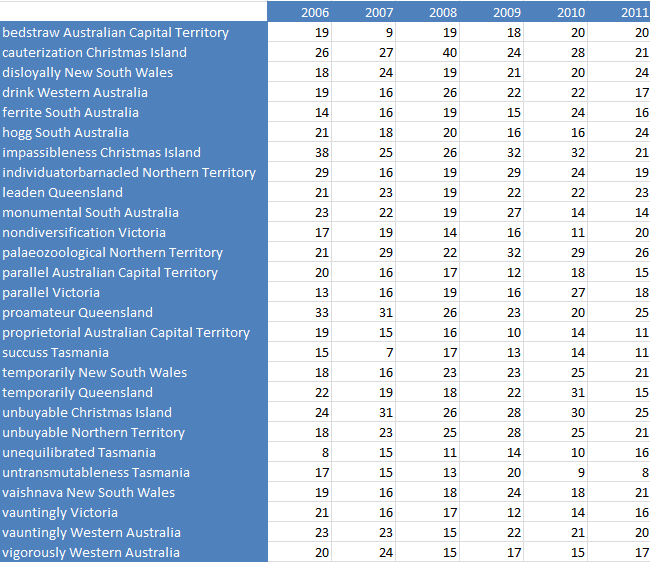 2006 2007 2008 2009 2010 2011
bedstraw Australian Capital Territory 19 9 19 18 20 20
cauterization Christmas Island 26 27 40 24 28 21
disloyally New South Wales 18 24 19 21 20 24
drink Western Australia 19 16 26 22 22 17
ferrite South Australia 14 16 19 15 24 16
hogg South Australia 21 18 20 16 16 24
impassibleness Christmas Island 38 25 26 32 32 21
individuatorbarnacled Northern Territory 29 16 19 29 24 19
leaden Queensland 21 23 19 22 22 23
monumental South Australia 23 22 19 27 14 14
nondiversification Victoria 17 19 14 16 11 20
palaeozoological Northern Territory 21 29 22 32 29 26
parallel Australian Capital Territory 20 16 17 12 18 15
parallel Victoria 13 16 19 16 27 18
proamateur Queensland 33 31 26 23 20 25
proprietorial Australian Capital Territory 19 15 16 10 14 11
succuss Tasmania 15 7 17 13 14 11
temporarily New South Wales 18 16 23 23 25 21
temporarily Queensland 22 19 18 22 31 15
unbuyable Christmas Island 24 31 26 28 30 25
unbuyable Northern Territory 18 23 25 28 25 21
unequilibrated Tasmania 8 15 11 14 10 16
untransmutableness Tasmania 17 15 13 20 9 8
vaishnava New South Wales 19 16 18 24 18 21
vauntingly Victoria 21 16 17 12 14 16
vauntingly Western Australia 23 23 15 22 21 20
vigorously Western Australia 20 24 15 17 15 17